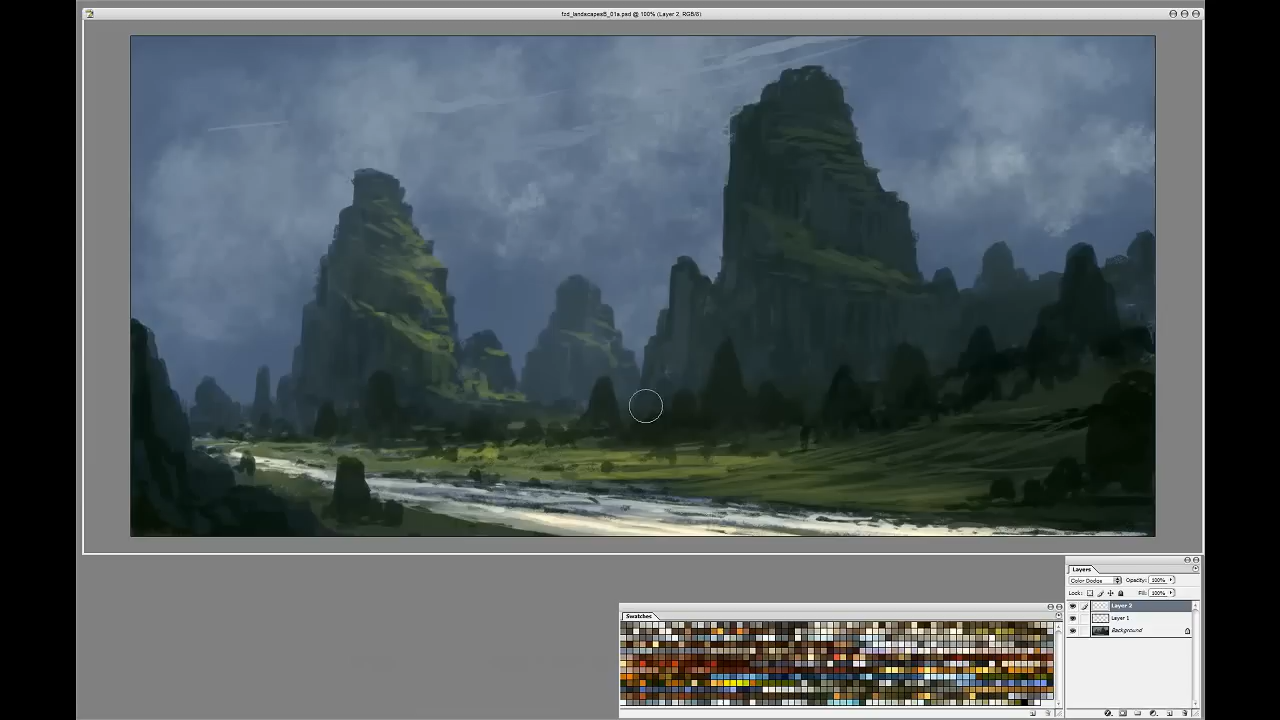 fzd_landscapesB_01a.psd @ 100% (Layer 2, RGB/8)
Layers
Color Dodge Opacity: 100%
Lock: Fill: 100%
Layer 2
Layer 1
Background
Swatches